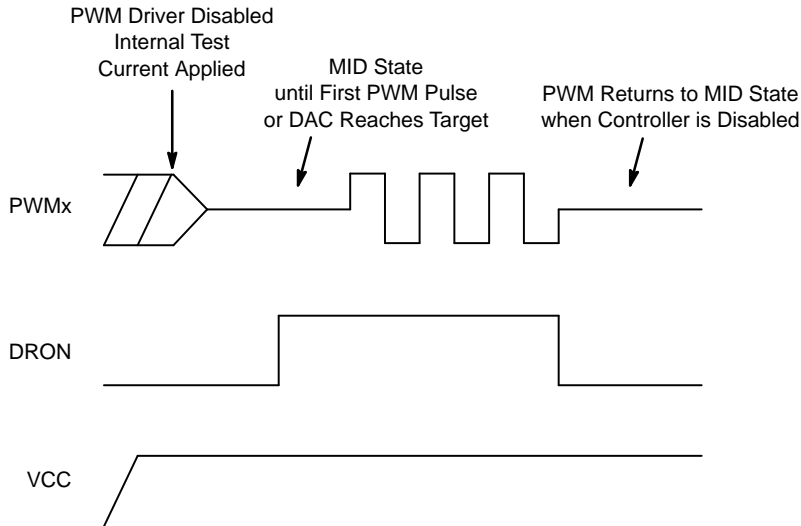 PWM Driver Disabled
Internal Test
Current Applied
MID State
until First PWM Pulse
or DAC Reaches Target
PWM Returns to MID State
when Controller is Disabled
PWMx
DRON
VCC